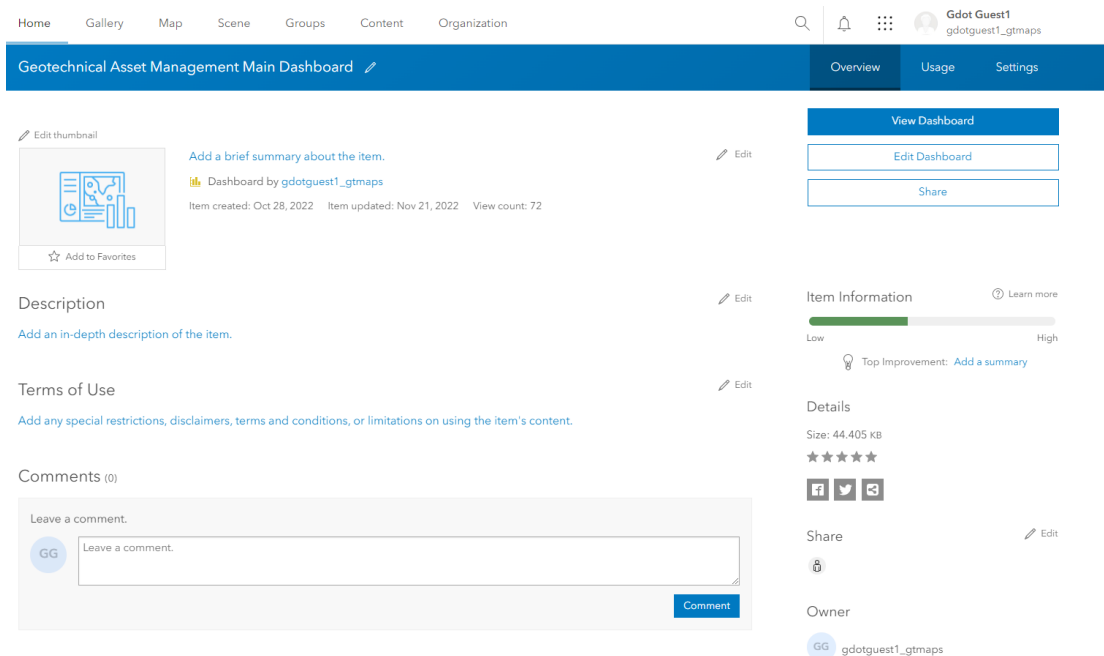 Home Gallery Map Scene Groups Content Organization
Gdot Guest1
gdotguest1_gtmaps
Geotechnical Asset Management Main Dashboard
Overview Usage Settings
Edit thumbnail
Add to Favorites
Add a brief summary about the item.
Edit
Dashboard by gdotguest1_gtmaps
Item created: Oct 28, 2022 Item updated: Nov 21, 2022 View count: 72
View Dashboard
Edit Dashboard
Share
Description
Edit
Add an in-depth description of the item.
Terms of Use
Edit
Add any special restrictions, disclaimers, terms and conditions, or limitations on using the item's content.
Comments (0)
Leave a comment.
GG
Leave a comment.
Comment
Item Information
Learn more
Low High
Top Improvement: Add a summary
Details
Size: 44.405 KB
Share
Edit
Owner
GG gdotguest1_gtmaps